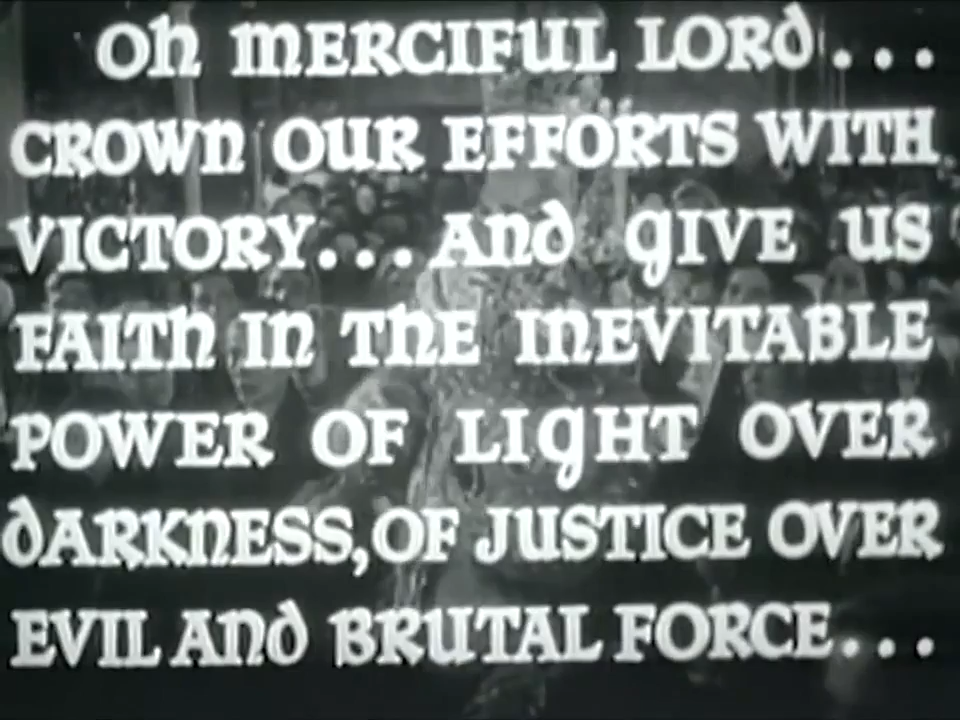 Oh MERCIFUL LORD...
CROWN OUR EFFORTS WITH
VICTORY...AND GIVE US
FAITH IN THE INEVITABLE
POWER OF LIGHT OVER
DARKNESS, OF JUSTICE OVER
EVIL AND BRUTAL FORCE...